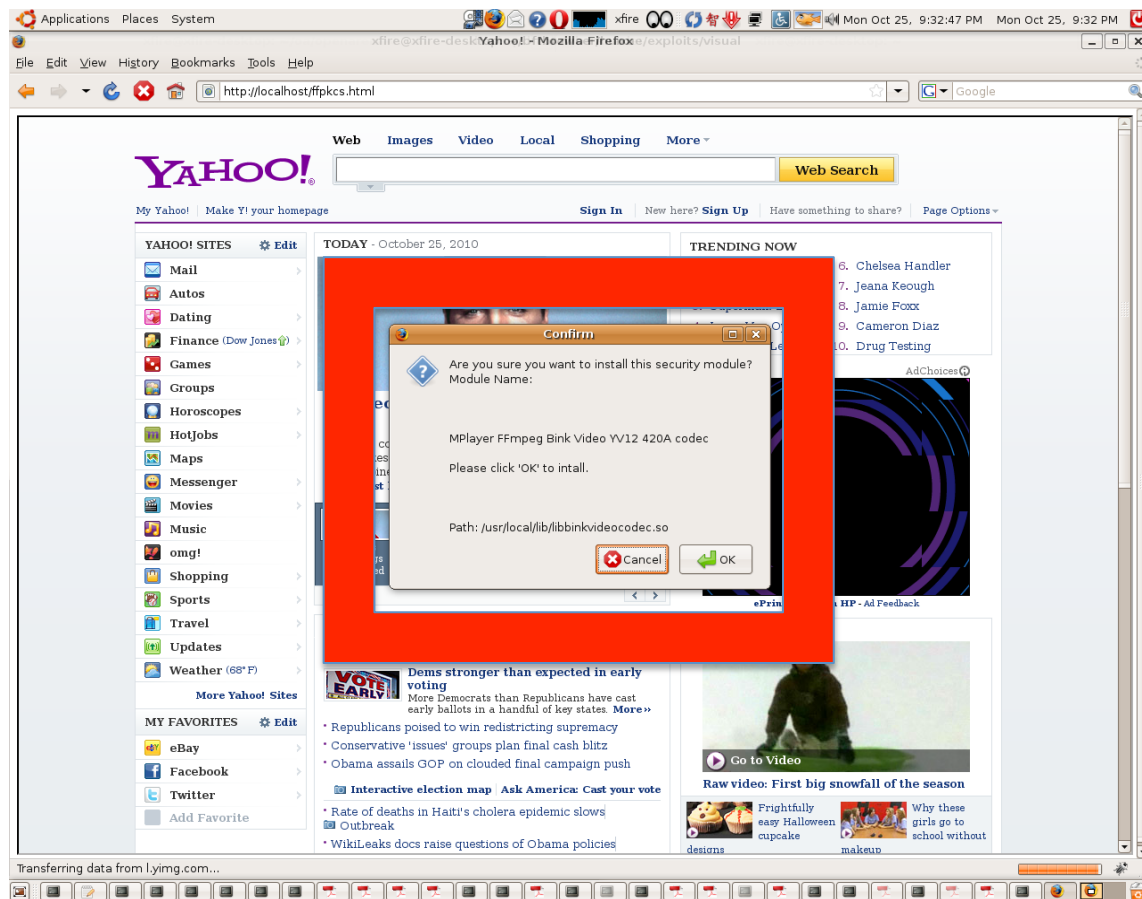 Applications Places System
xfire
Mon Oct 25, 9:32:47 PM Mon Oct 25, 9:32 PM
xfire@xfire-desk
Yahoo! - Mozilla Firefox
e/exploits/visual
File Edit View History Bookmarks Tools Help
http://localhost/ffpkcs.html
Google
Web Images Video Local Shopping More
YAHOO!
Web Search
My Yahoo! Make Y! your homepage
Sign In New here? Sign Up Have something to share? Page Options
YAHOO! SITES Edit
Mail
Autos
Dating
Finance (Dow Jones)
Games
Groups
Horoscopes
HotJobs
Maps
Messenger
Movies
Music
omg!
Shopping
Sports
Travel
Updates
Weather (68°F)
More Yahoo! Sites
MY FAVORITES Edit
eBay
Facebook
Twitter
Add Favorite
TODAY - October 25, 2010
Confirm
Are you sure you want to install this security module?
Module Name:
MPlayer FFmpeg Bink Video YV12 420A codec
Please click 'OK' to intall.
Path: /usr/local/lib/libbinkvideocodec.so
Cancel
OK
VOTE EARLY
Dems stronger than expected in early
voting
More Democrats than Republicans have cast
early ballots in a handful of key states. More»
• Republicans poised to win redistricting supremacy
• Conservative 'issues' groups plan final cash blitz
• Obama assails GOP on clouded final campaign push
Interactive election map Ask America: Cast your vote
• Rate of deaths in Haiti's cholera epidemic slows
Outbreak
• WikiLeaks docs raise questions of Obama policies
TRENDING NOW
6. Chelsea Handler
7. Jeana Keough
8. Jamie Foxx
9. Cameron Diaz
10. Drug Testing
AdChoices
HP - Ad Feedback
Go to Video
Raw video: First big snowfall of the season
Frightfully
easy Halloween
cupcake
designs
Why these
girls go to
school without
makeup
Transferring data from l.yimg.com...